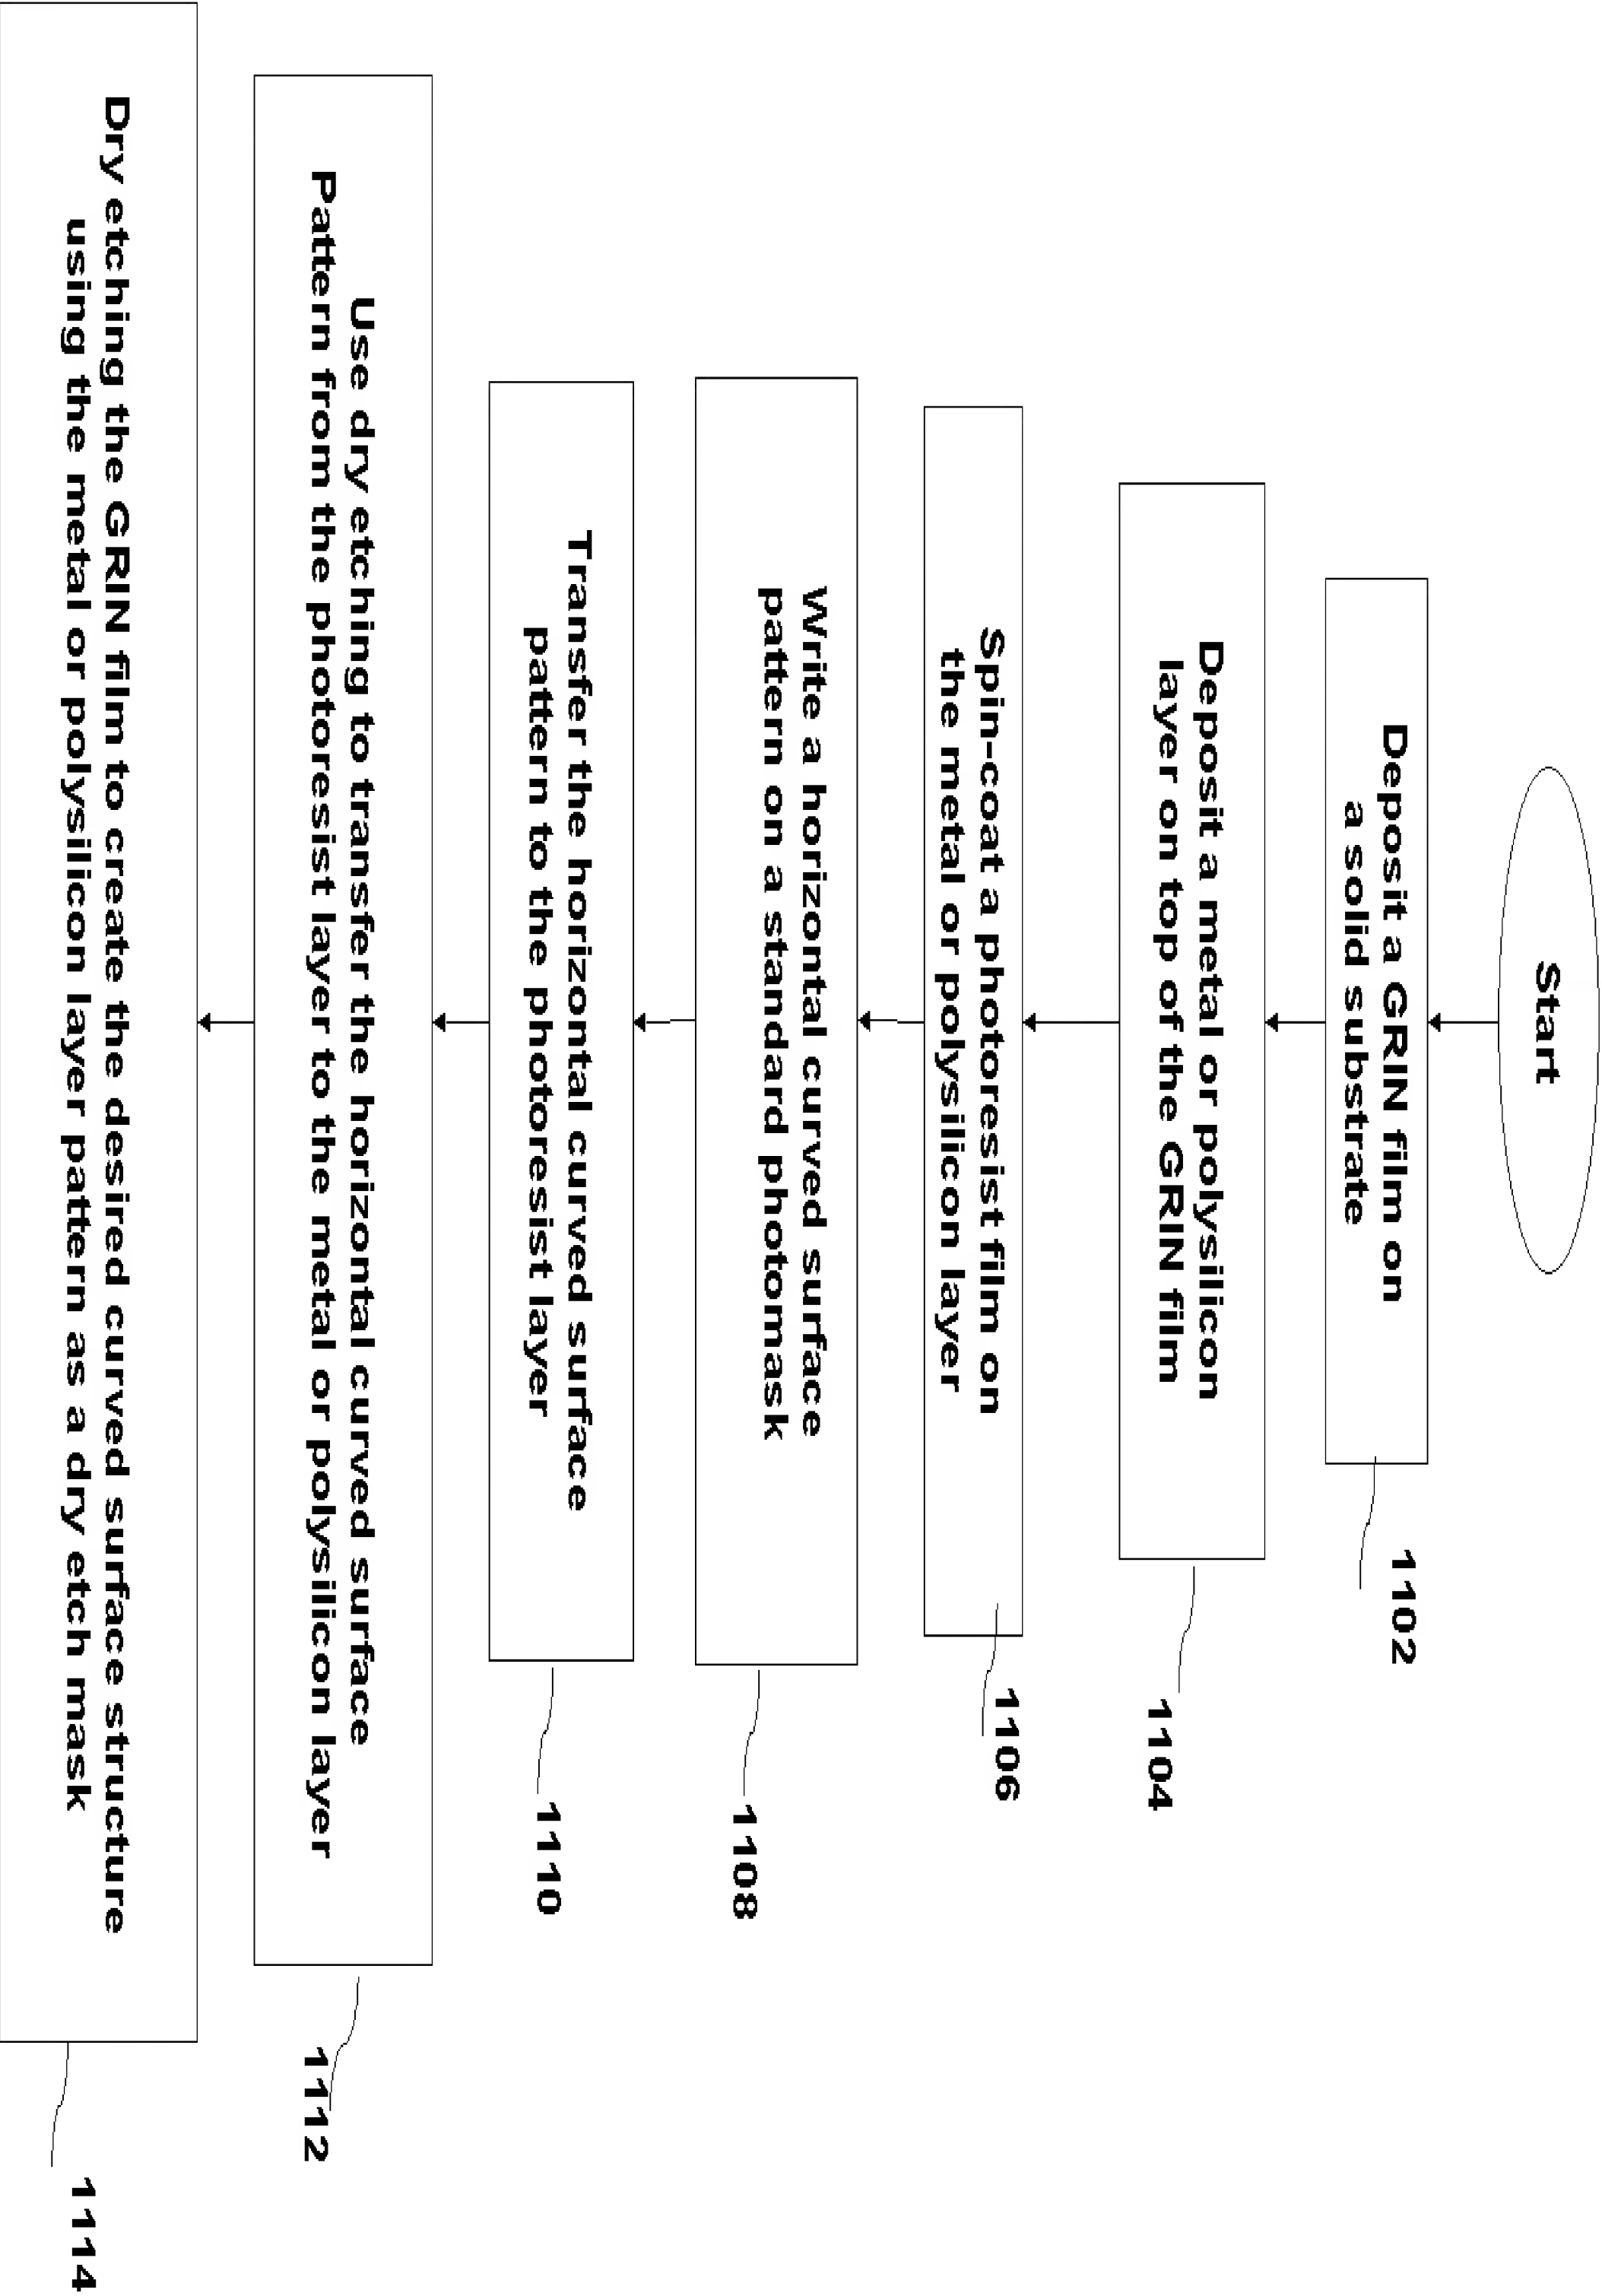 Start
Deposit a GRIN film on
a solid substrate
1102
Deposit a metal or polysilicon
layer on top of the GRIN film
1104
Spin-coat a photoresist film on
the metal or polysilicon layer
1106
Write a horizontal curved surface
pattern on a standard photomask
1108
Transfer the horizontal curved surface
pattern to the photoresist layer
1110
Use dry etching to transfer the horizontal curved surface
Pattern from the photoresist layer to the metal or polysilicon layer
1112
Dry etching the GRIN film to create the desired curved surface structure
using the metal or polysilicon layer pattern as a dry etch mask
1114